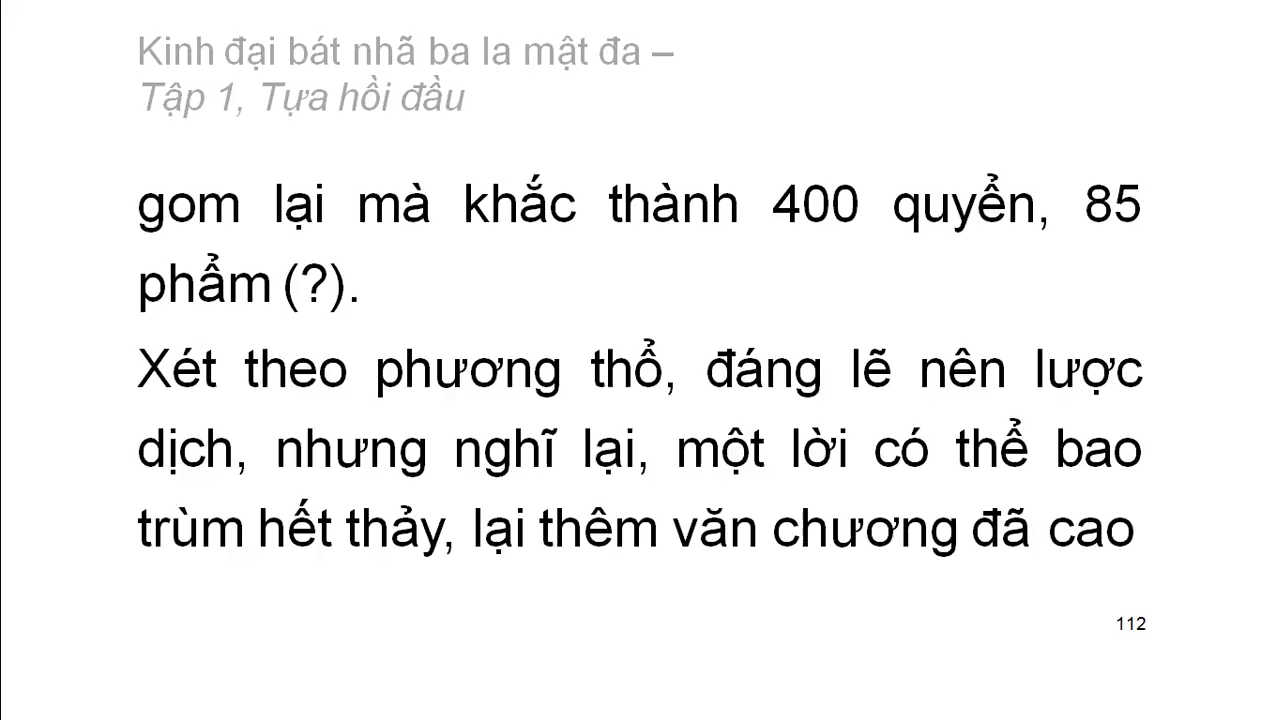 Kinh đại bát nhã ba la mật đa –
Tập 1, Tựa hồi đầu
gom lại mà khắc thành 400 quyển, 85
phẩm (?).
Xét theo phương thổ, đáng lẽ nên lược
dịch, nhưng nghĩ lại, một lời có thể bao
trùm hết thảy, lại thêm văn chương đã cao
112